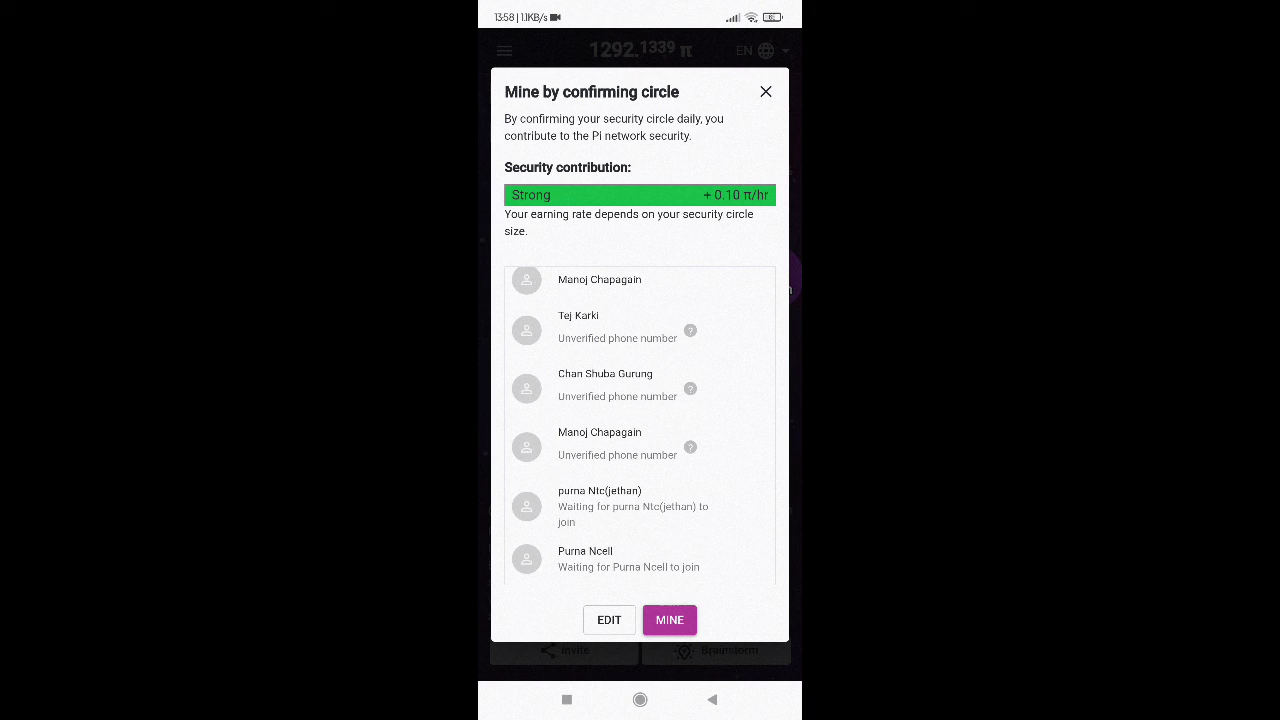 13:58 | 1.1KB/s
1292.1339 π
EN
Mine by confirming circle
By confirming your security circle daily, you
contribute to the Pi network security.
Security contribution:
Strong + 0.10 π/hr
Your earning rate depends on your security circle
size.
Manoj Chapagain
Tej Karki
Unverified phone number ?
Chan Shuba Gurung
Unverified phone number ?
Manoj Chapagain
Unverified phone number ?
purna Ntc(jethan)
Waiting for purna Ntc(jethan) to
join
Purna Ncell
Waiting for Purna Ncell to join
EDIT MINE
Invite Brainstorm